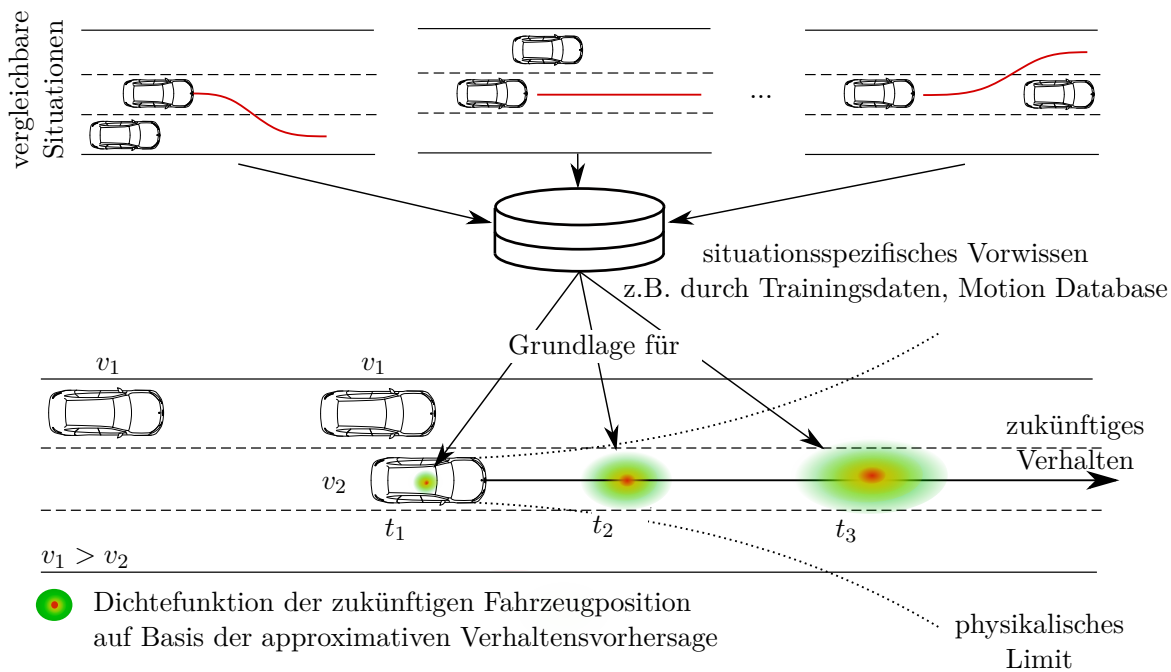 vergleichbare
Situationen
...
situationsspezifisches Vorwissen
z.B. durch Trainingsdaten, Motion Database
Grundlage für
v₁
v₁
zukünftiges
Verhalten
v₂
t₁
t₂
t₃
v₁ > v₂
Dichtefunktion der zukünftigen Fahrzeugposition
auf Basis der approximativen Verhaltensvorhersage
physikalisches
Limit